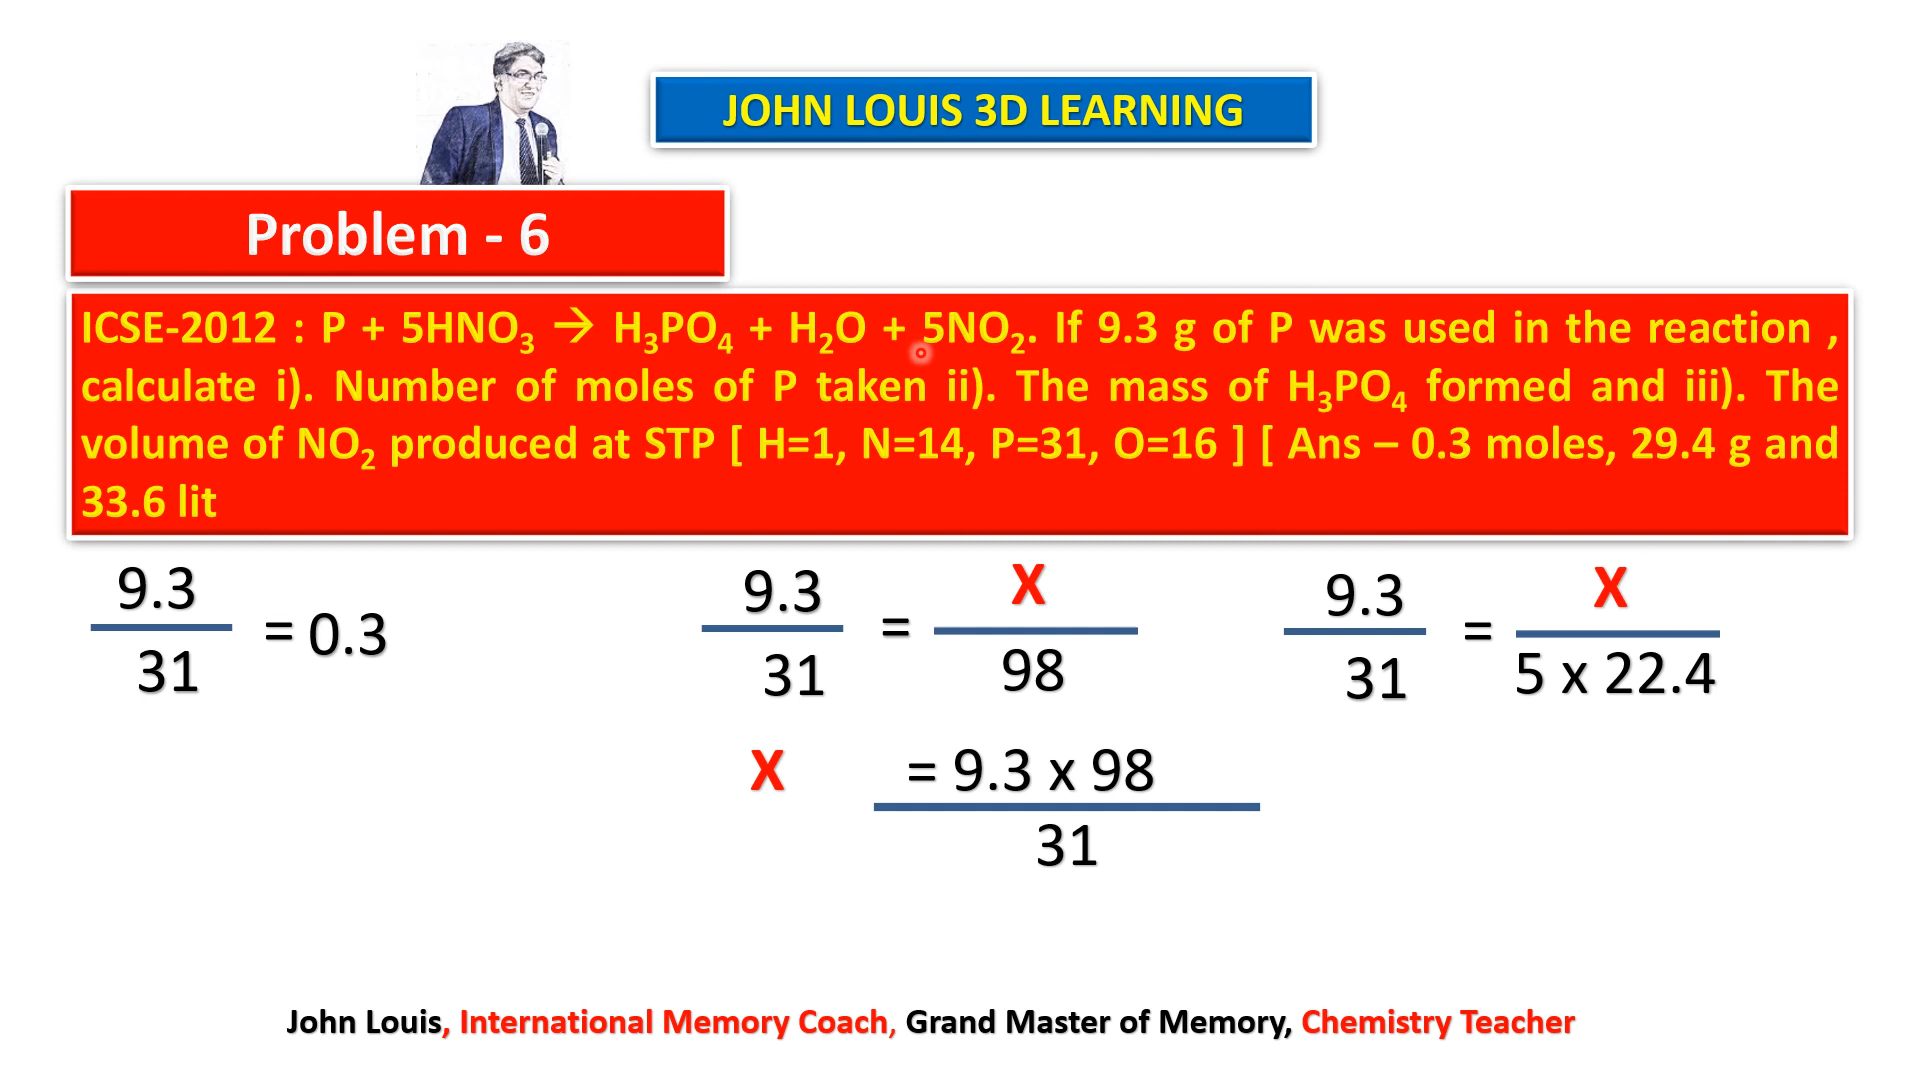 JOHN LOUIS 3D LEARNING
Problem - 6
ICSE-2012 : P + 5HNO₃ → H₃PO₄ + H₂O + 5NO₂. If 9.3 g of P was used in the reaction ,
calculate i). Number of moles of P taken ii). The mass of H₃PO₄ formed and iii). The
volume of NO₂ produced at STP [ H=1, N=14, P=31, O=16 ] [ Ans – 0.3 moles, 29.4 g and
33.6 lit
9.3
31
= 0.3
9.3
31
=
X
98
X = 9.3 x 98
31
9.3
31
=
X
5 x 22.4
John Louis, International Memory Coach, Grand Master of Memory, Chemistry Teacher